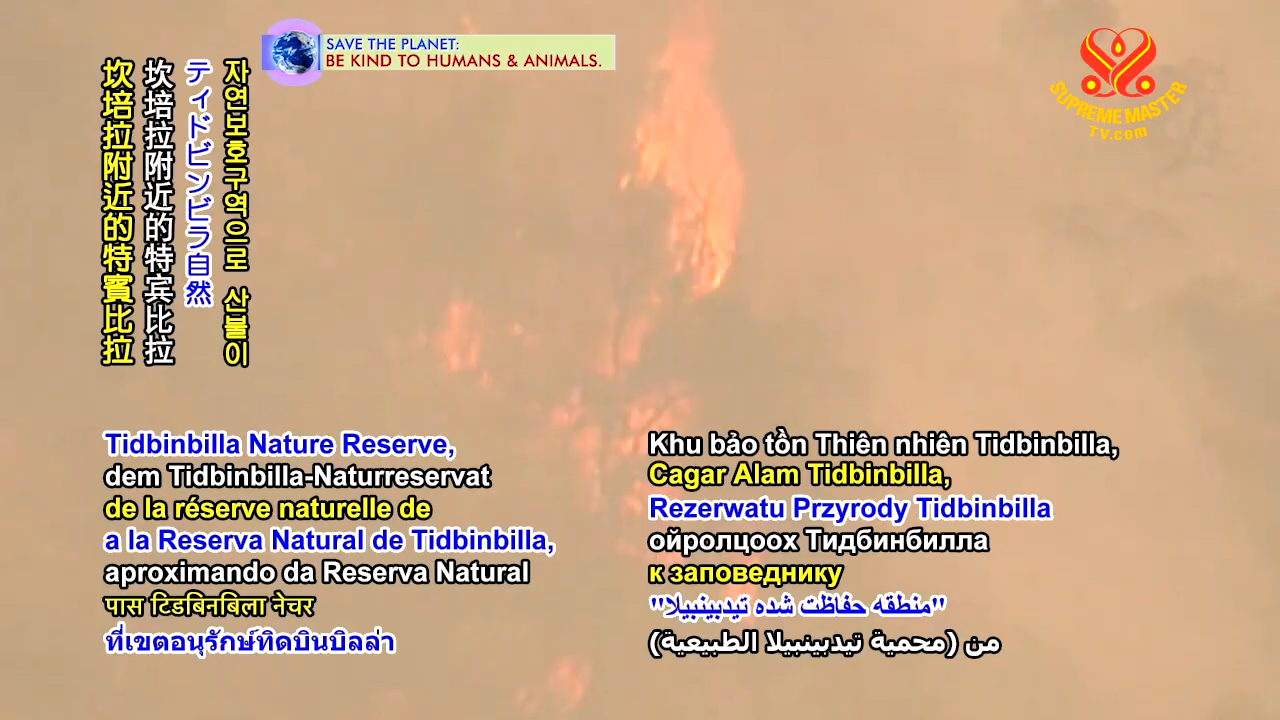 SAVE THE PLANET:
BE KIND TO HUMANS & ANIMALS.
SUPREME MASTER
Tv.com
坎培拉附近的特賓比拉
坎培拉附近的特宾比拉
ティドビンビラ自然
자연보호구역으로 산불이
Tidbinbilla Nature Reserve,
dem Tidbinbilla-Naturreservat
de la réserve naturelle de
a la Reserva Natural de Tidbinbilla,
aproximando da Reserva Natural
पास टिडबिनबिला नेचर
ที่เขตอนุรักษ์ทิดบินบิลล่า
Khu bảo tồn Thiên nhiên Tidbinbilla,
Cagar Alam Tidbinbilla,
Rezerwatu Przyrody Tidbinbilla
ойролцоох Тидбинбилла
к заповеднику
"منطقه حفاظت شده تیدبینبیلا"
من (محمية تيدبينبيلا الطبيعية)